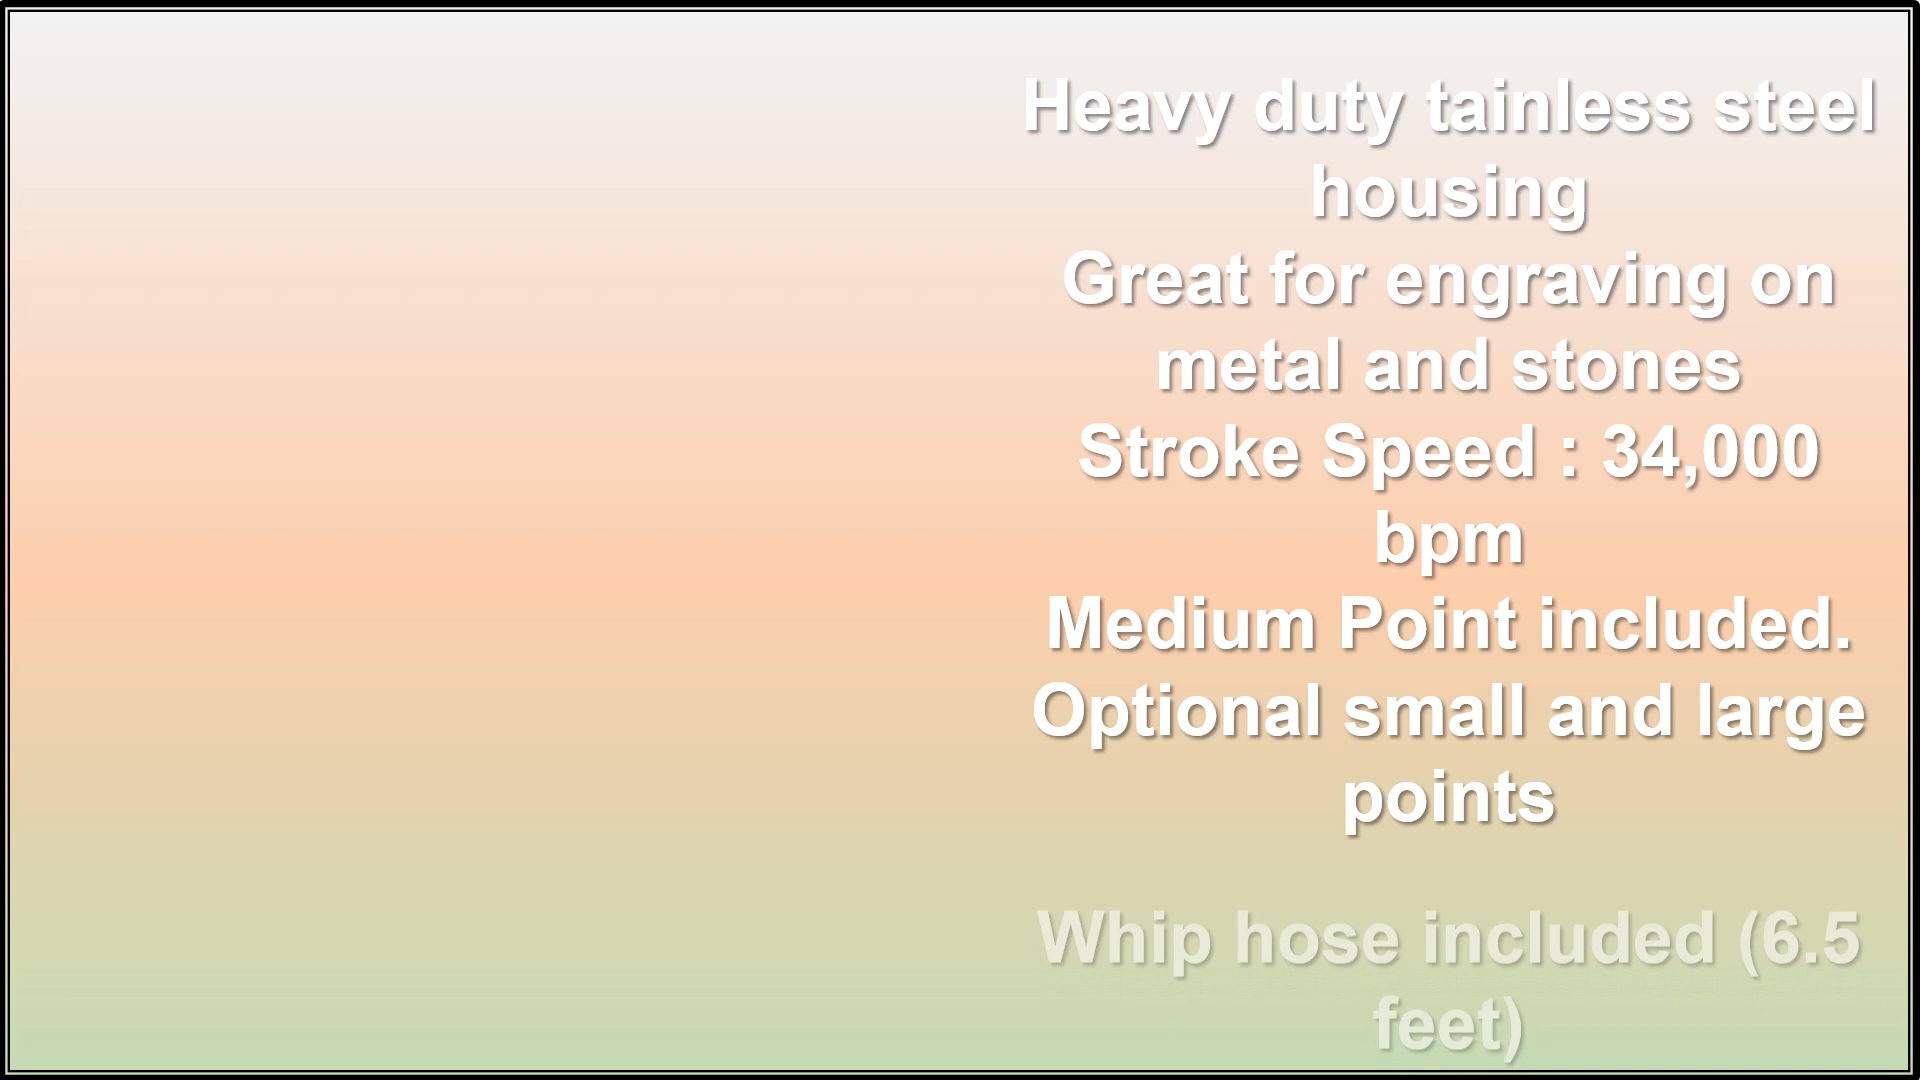 Heavy duty tainless steel
housing
Great for engraving on
metal and stones
Stroke Speed : 34,000
bpm
Medium Point included.
Optional small and large
points
Whip hose included (6.5
feet)